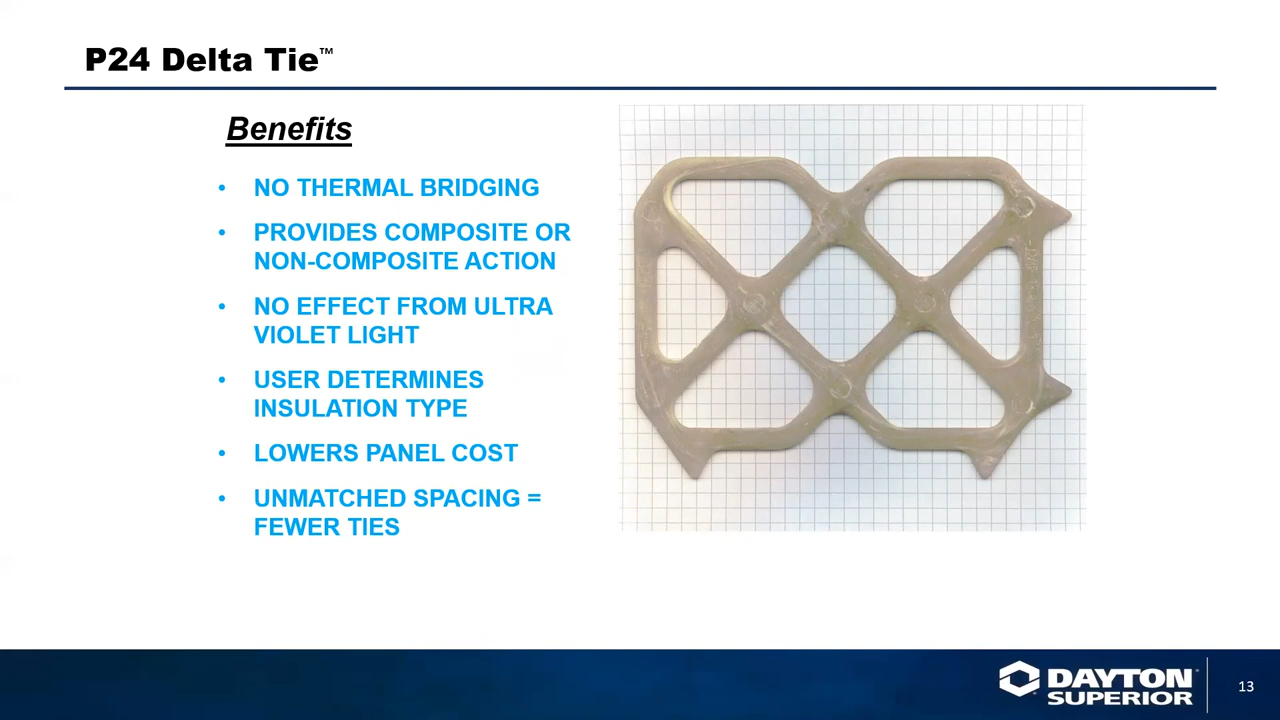 P24 Delta Tie™
Benefits
• NO THERMAL BRIDGING
• PROVIDES COMPOSITE OR
NON-COMPOSITE ACTION
• NO EFFECT FROM ULTRA
VIOLET LIGHT
• USER DETERMINES
INSULATION TYPE
• LOWERS PANEL COST
• UNMATCHED SPACING =
FEWER TIES
DAYTON
SUPERIOR
13